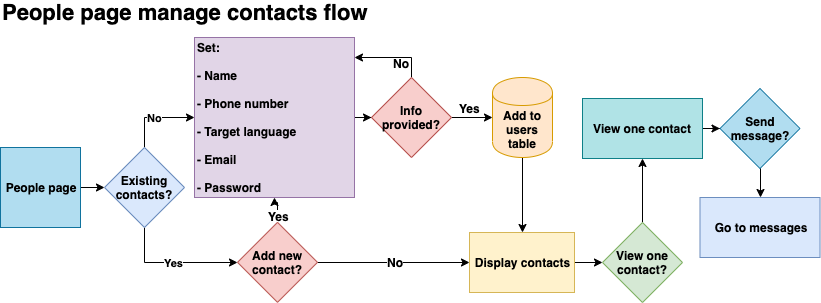 People page manage contacts flow
Set:
- Name
- Phone number
- Target language
- Email
- Password
No
Info
provided?
Yes
Add to
users
table
View one contact
Send
message?
No
People page
Existing
contacts?
Yes
Go to messages
Yes
Add new
contact?
No
Display contacts
View one
contact?